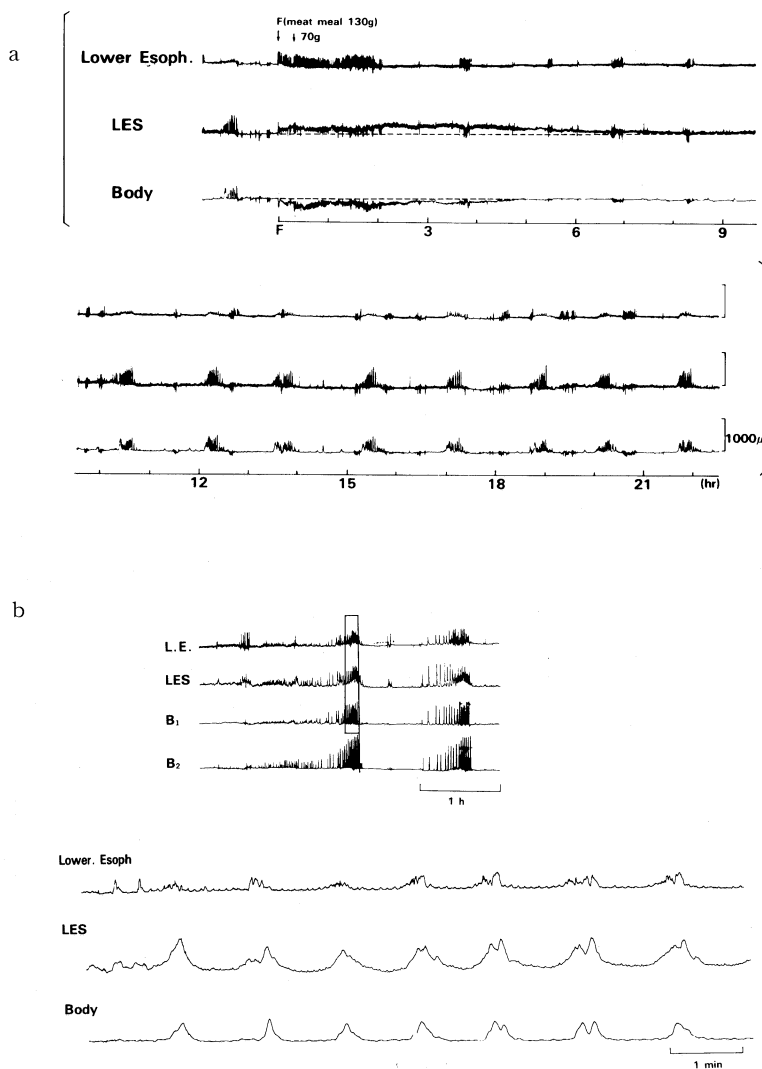 a
F(meat meal 130g)
70g
Lower Esoph.
LES
Body
F 3 6 9
1000μ
12 15 18 21 (hr)
b
L.E.
LES
B1
B2
1 h
Lower. Esoph
LES
Body
1 min